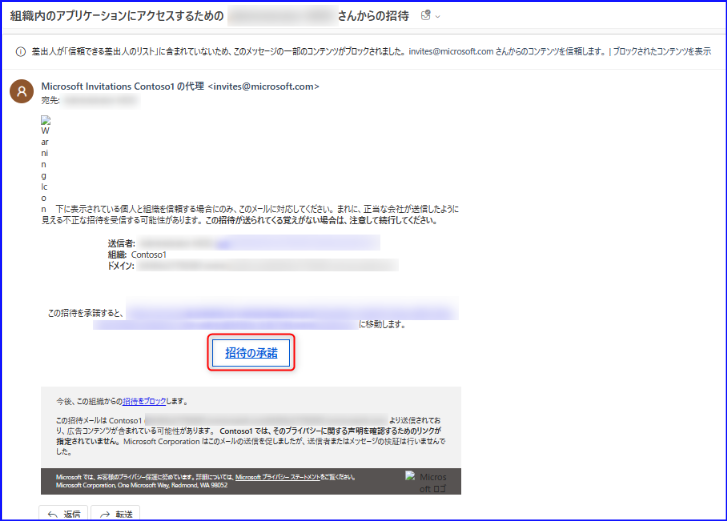 組織内のアプリケーションにアクセスするための さんからの招待
差出人が「信頼できる差出人のリスト」に含まれていないため、このメッセージの一部のコンテンツがブロックされました。 invites@microsoft.com さんからのコンテンツを信頼します。 | ブロックされたコンテンツを表示
Microsoft Invitations Contoso1 の代理 <invites@microsoft.com>
宛先:
Warning Icon 下に表示されている個人と組織を信頼する場合にのみ、このメールに対応してください。まれに、正当な会社が送信したように
見える不正な招待を受信する可能性があります。この招待が送られてくる覚えがない場合は、注意して続行してください。
送信者:
組織: Contoso1
ドメイン:
この招待を承諾すると、
に移動します。
招待の承諾
今後、この組織からの招待をブロックします。
この招待メールは Contoso1 より送信されてお
り、広告コンテンツが含まれている可能性があります。 Contoso1 では、そのプライバシーに関する声明を確認するためのリンクが
指定されていません。 Microsoft Corporation はこのメールの送信を促しましたが、送信者またはメッセージの検証は行いませんで
した。
Microsoft では、お客様のプライバシー保護に努めています。詳細については、Microsoft プライバシー ステートメントをご覧ください。
Microsoft Corporation, One Microsoft Way, Redmond, WA 98052
Microsoft ロゴ
返信 転送